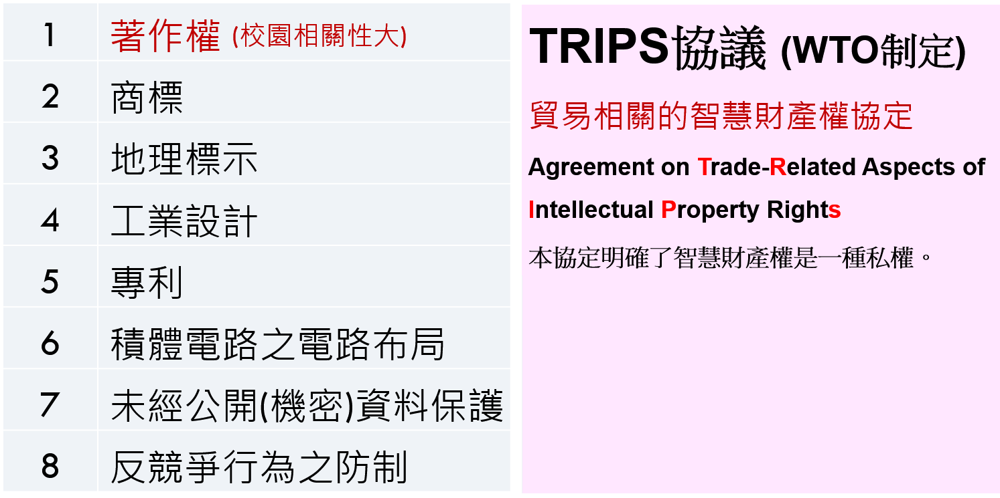 1 著作權 (校園相關性大)
2 商標
3 地理標示
4 工業設計
5 專利
6 積體電路之電路布局
7 未經公開(機密)資料保護
8 反競爭行為之防制
TRIPS協議 (WTO制定)
貿易相關的智慧財產權協定
Agreement on Trade-Related Aspects of
Intellectual Property Rights
本協定明確了智慧財產權是一種私權。